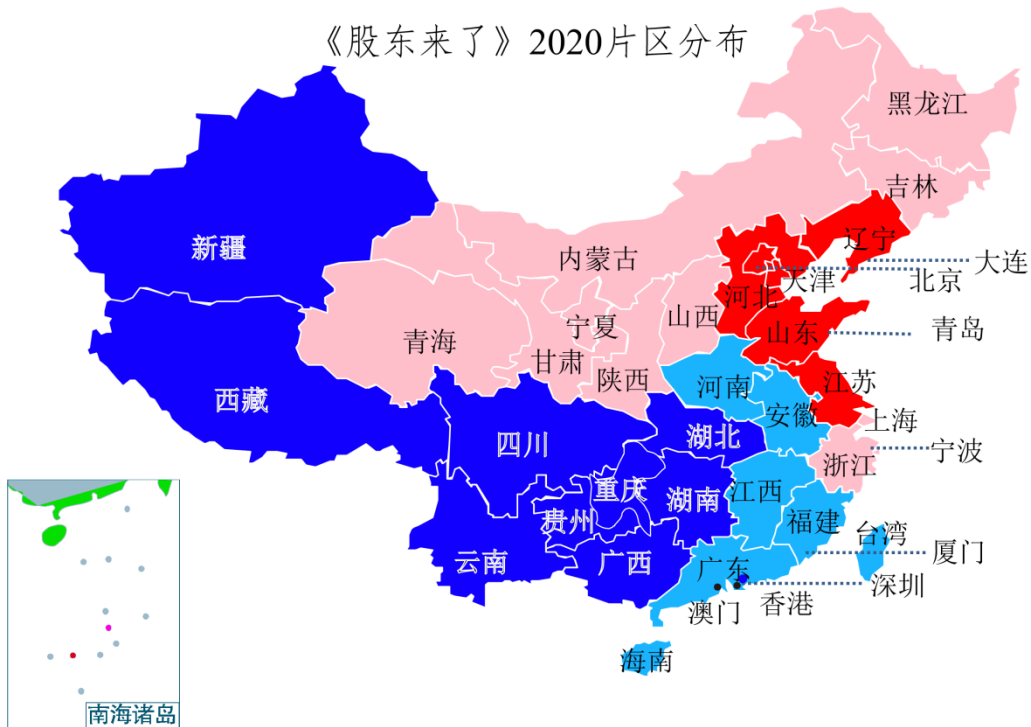 《股东来了》2020片区分布
黑龙江
吉林
辽宁
新疆
内蒙古
大连
北京
天津
河北
宁夏
山西
青岛
山东
青海
甘肃
陕西
河南
江苏
西藏
安徽
上海
四川
湖北
宁波
浙江
重庆
湖南
江西
贵州
福建
台湾
厦门
云南
广西
广东
深圳
香港
澳门
海南
南海诸岛